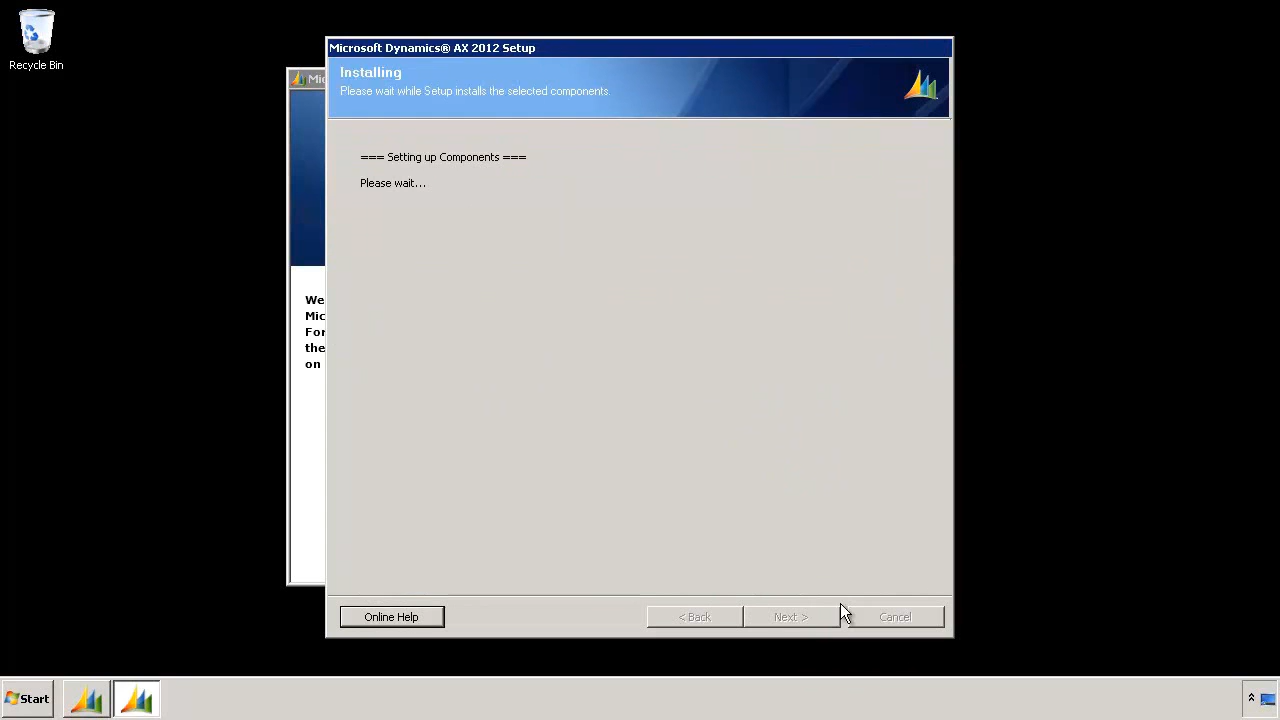 Recycle Bin
Microsoft Dynamics® AX 2012 Setup
Installing
Please wait while Setup installs the selected components.
Mic
=== Setting up Components ===
Please wait...
We
Mic
For
the
on
Online Help
< Back
Next >
Cancel
Start